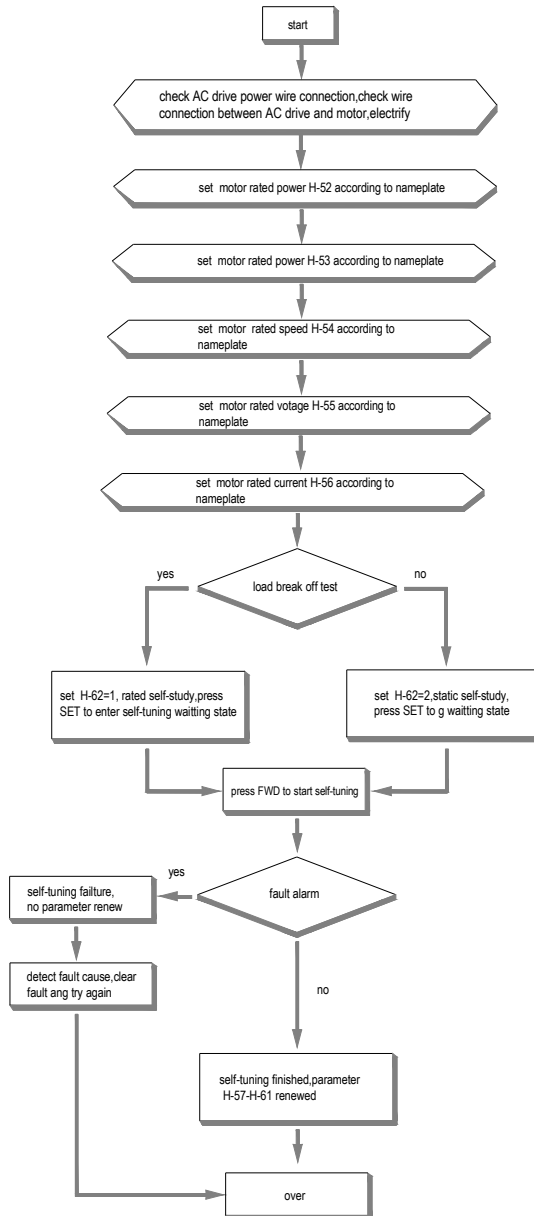 start
check AC drive power wire connection,check wire
connection between AC drive and motor,electrify
set motor rated power H-52 according to nameplate
set motor rated power H-53 according to nameplate
set motor rated speed H-54 according to
nameplate
set motor rated votage H-55 according to
nameplate
set motor rated current H-56 according to
nameplate
yes
load break off test
no
set H-62=1, rated self-study,press
SET to enter self-tuning waitting state
set H-62=2,static self-study,
press SET to g waitting state
press FWD to start self-tuning
yes
fault alarm
self-tuning failture,
no parameter renew
detect fault cause,clear
fault ang try again
no
self-tuning finished,parameter
H-57-H-61 renewed
over